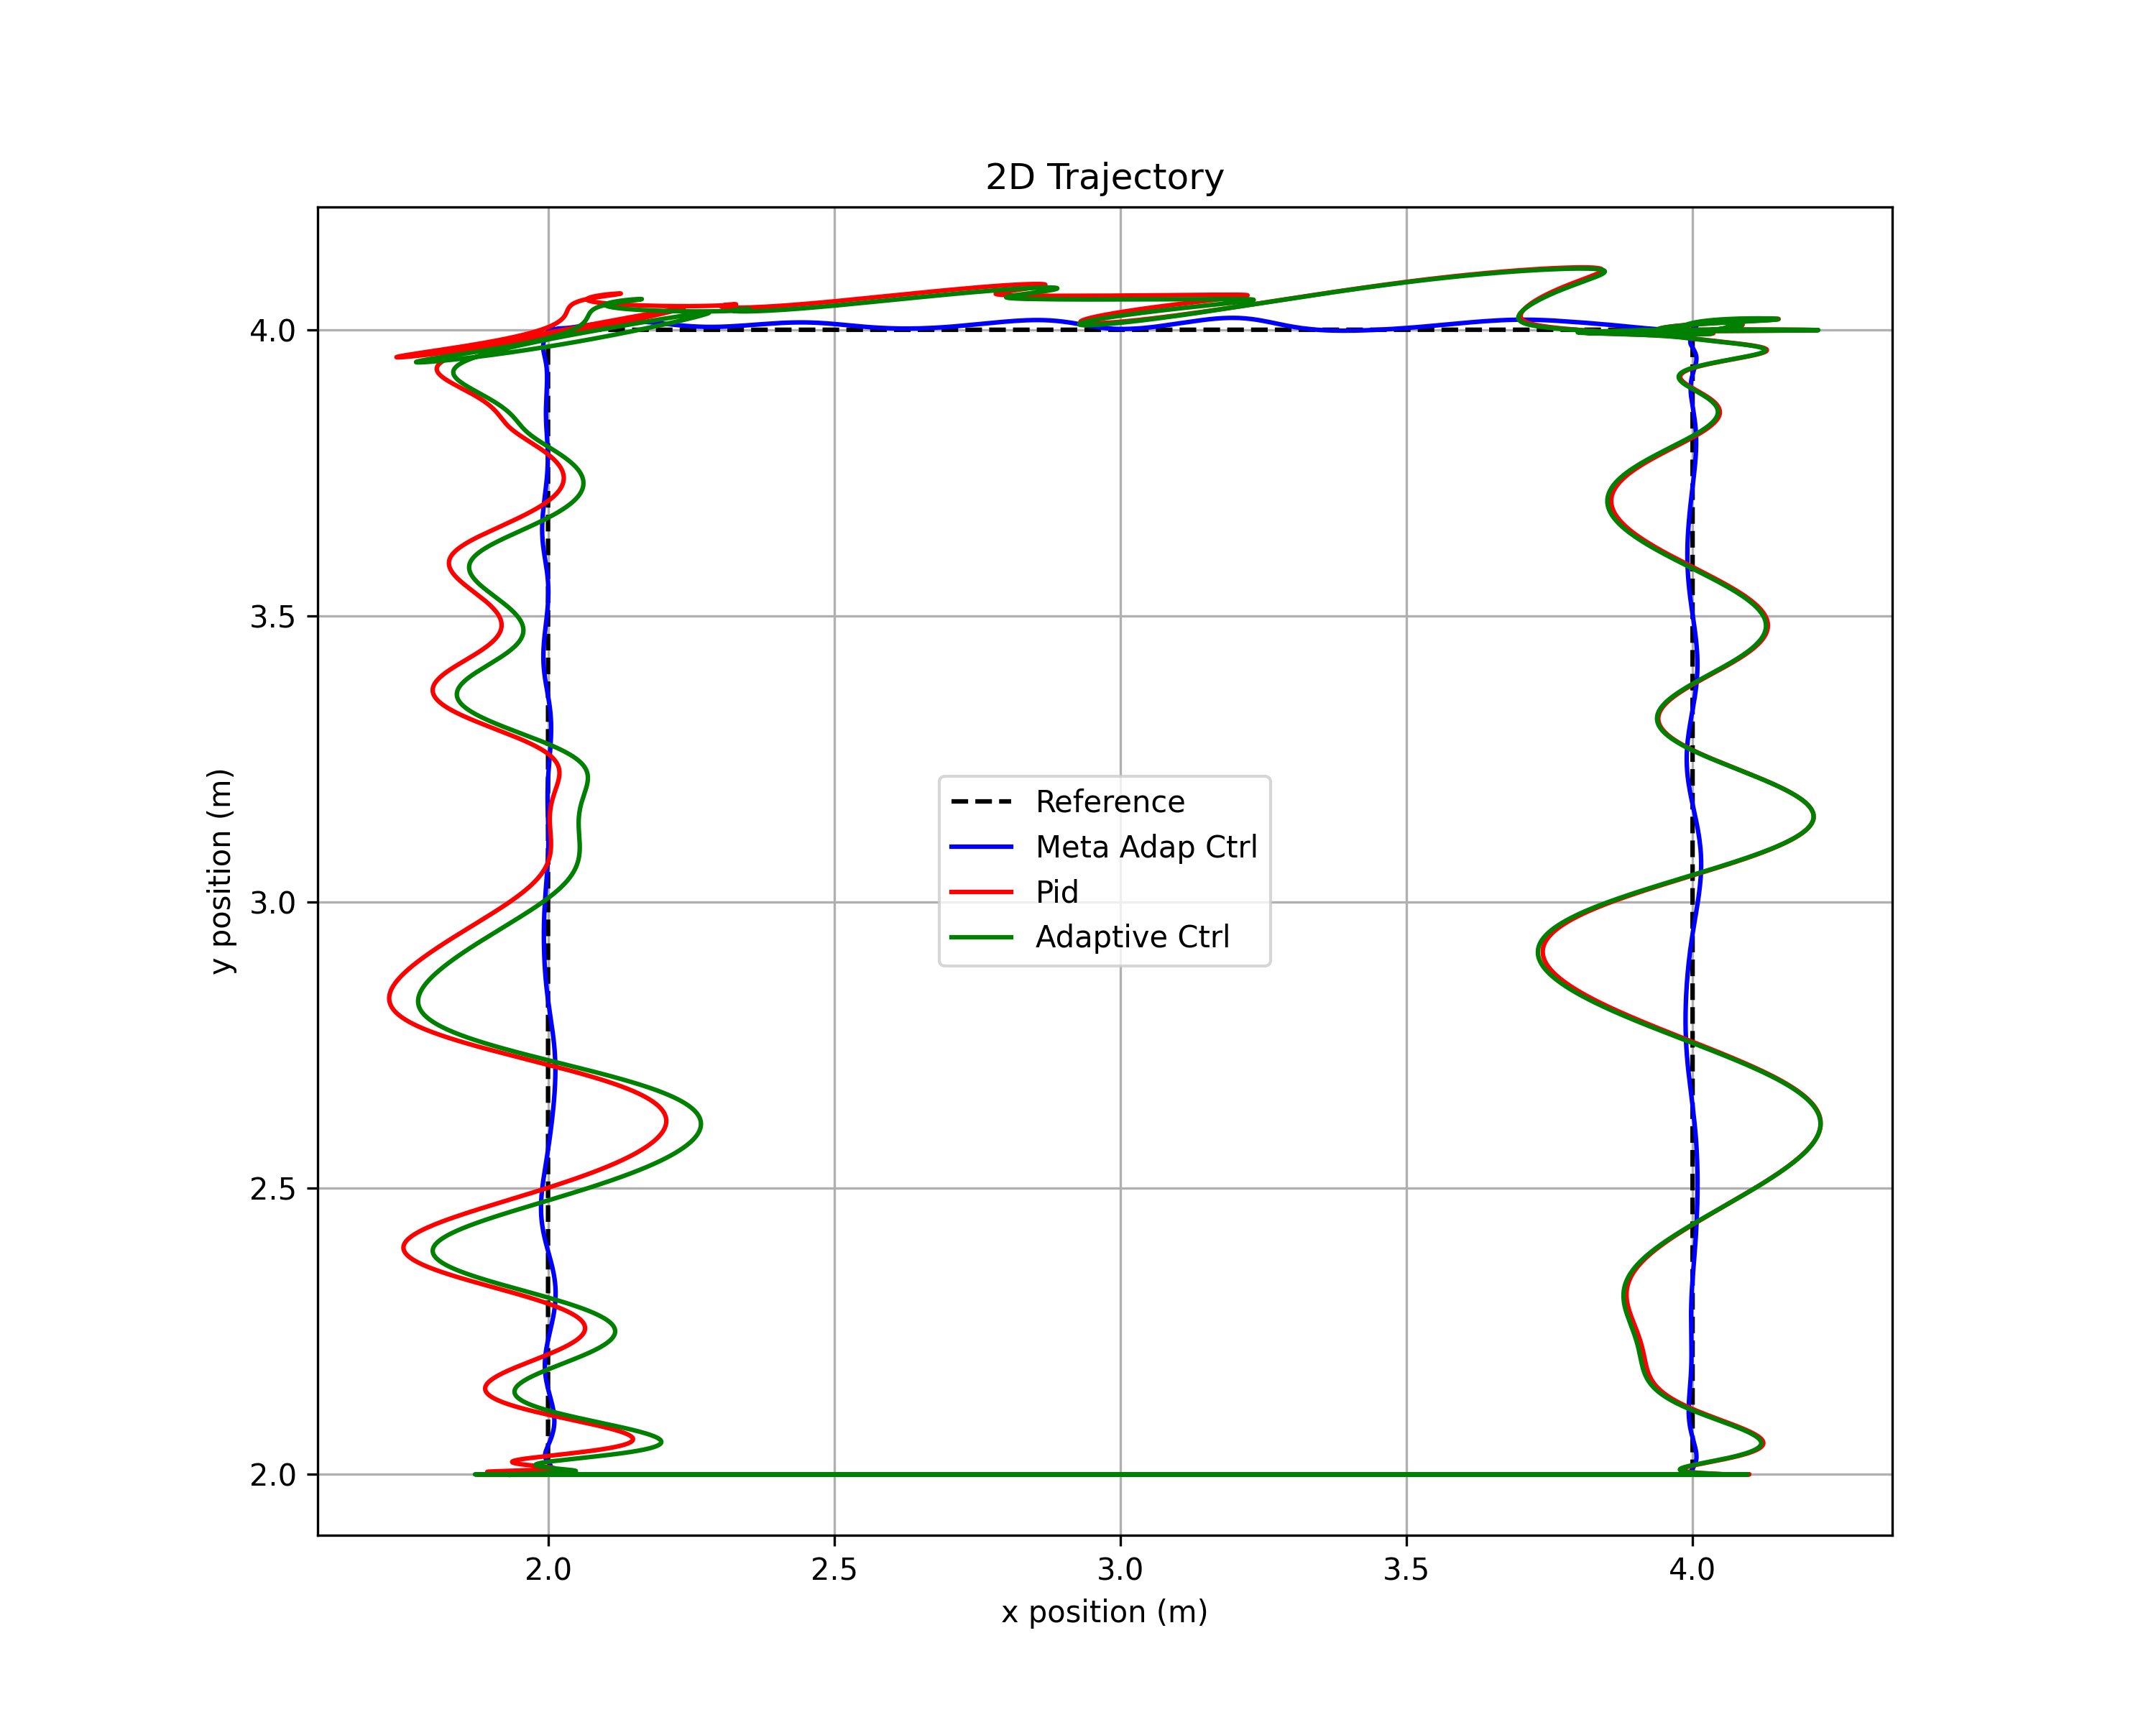 2D Trajectory
y position (m)
4.0
3.5
3.0
2.5
2.0
Reference
Meta Adap Ctrl
Pid
Adaptive Ctrl
2.0 2.5 3.0 3.5 4.0
x position (m)